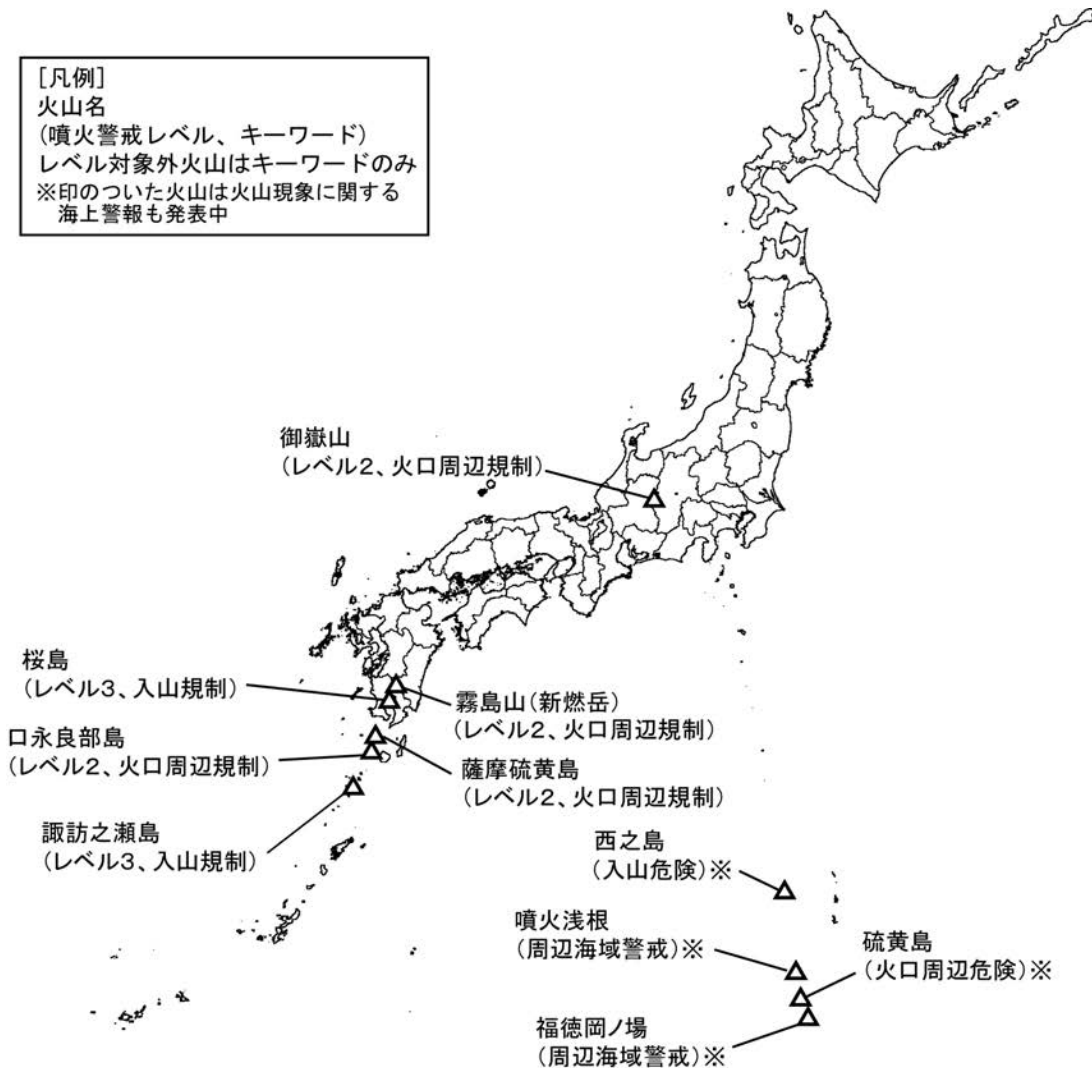 [凡例]
火山名
(噴火警戒レベル、キーワード)
レベル対象外火山はキーワードのみ
※印のついた火山は火山現象に関する
海上警報も発表中
御嶽山
(レベル2、火口周辺規制)
桜島
(レベル3、入山規制)
霧島山(新燃岳)
(レベル2、火口周辺規制)
口永良部島
(レベル2、火口周辺規制)
薩摩硫黄島
(レベル2、火口周辺規制)
諏訪之瀬島
(レベル3、入山規制)
西之島
(入山危険)※
噴火浅根
(周辺海域警戒)※
硫黄島
(火口周辺危険)※
福徳岡ノ場
(周辺海域警戒)※